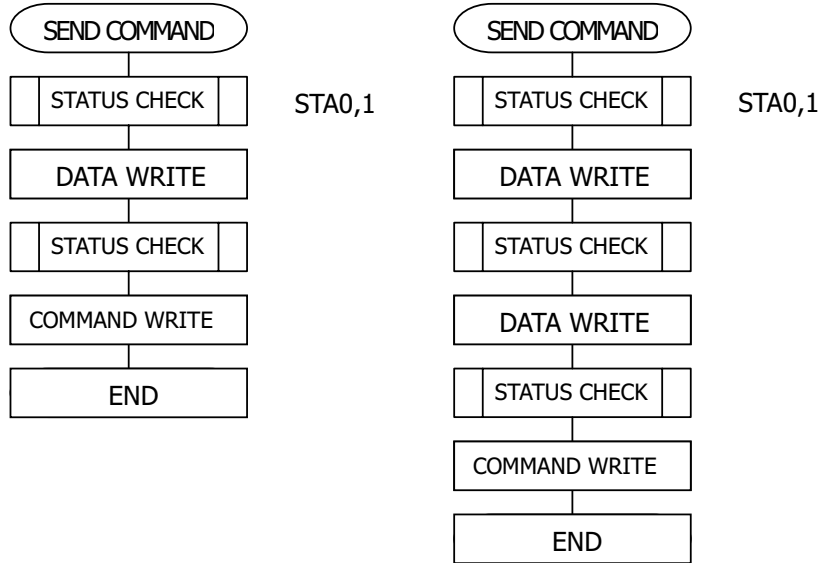 SEND COMMAND
STATUS CHECK
STA0,1
DATA WRITE
STATUS CHECK
COMMAND WRITE
END
SEND COMMAND
STATUS CHECK
STA0,1
DATA WRITE
STATUS CHECK
DATA WRITE
STATUS CHECK
COMMAND WRITE
END